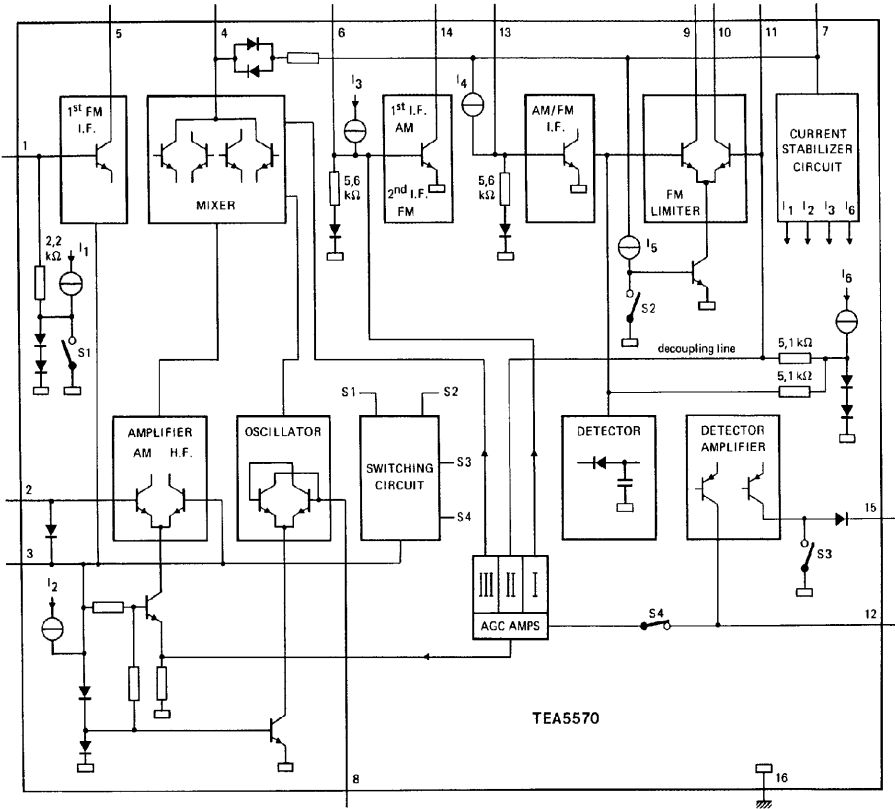 5 4 6 14 13 9 10 11 7
1st FM I.F.
MIXER
I3
1st I.F. AM
2nd I.F. FM
I4
AM/FM I.F.
FM LIMITER
CURRENT STABILIZER CIRCUIT
I1 I2 I3 I6
1
5,6 kΩ
5,6 kΩ
2,2 kΩ
I1
S1
I5
S2
I6
decoupling line
5,1 kΩ
5,1 kΩ
S1 S2
AMPLIFIER AM H.F.
OSCILLATOR
SWITCHING CIRCUIT
S3
S4
DETECTOR
DETECTOR AMPLIFIER
2
15
3
S3
I2
III II I
AGC AMPS
S4
12
TEA5570
8
16